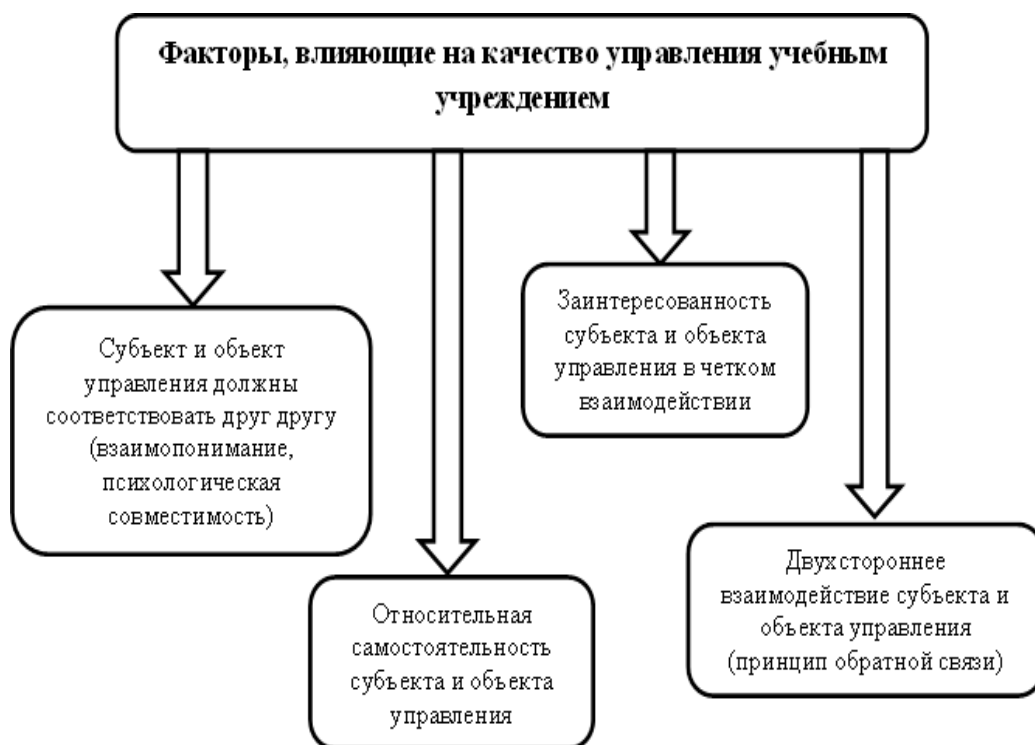 Факторы, влияющие на качество управления учебным
учреждением
Субъект и объект
управления должны
соответствовать друг другу
(взаимопонимание,
психологическая
совместимость)
Относительная
самостоятельность
субъекта и объекта
управления
Заинтересованность
субъекта и объекта
управления в четком
взаимодействии
Двухстороннее
взаимодействие субъекта и
объекта управления
(принцип обратной связи)